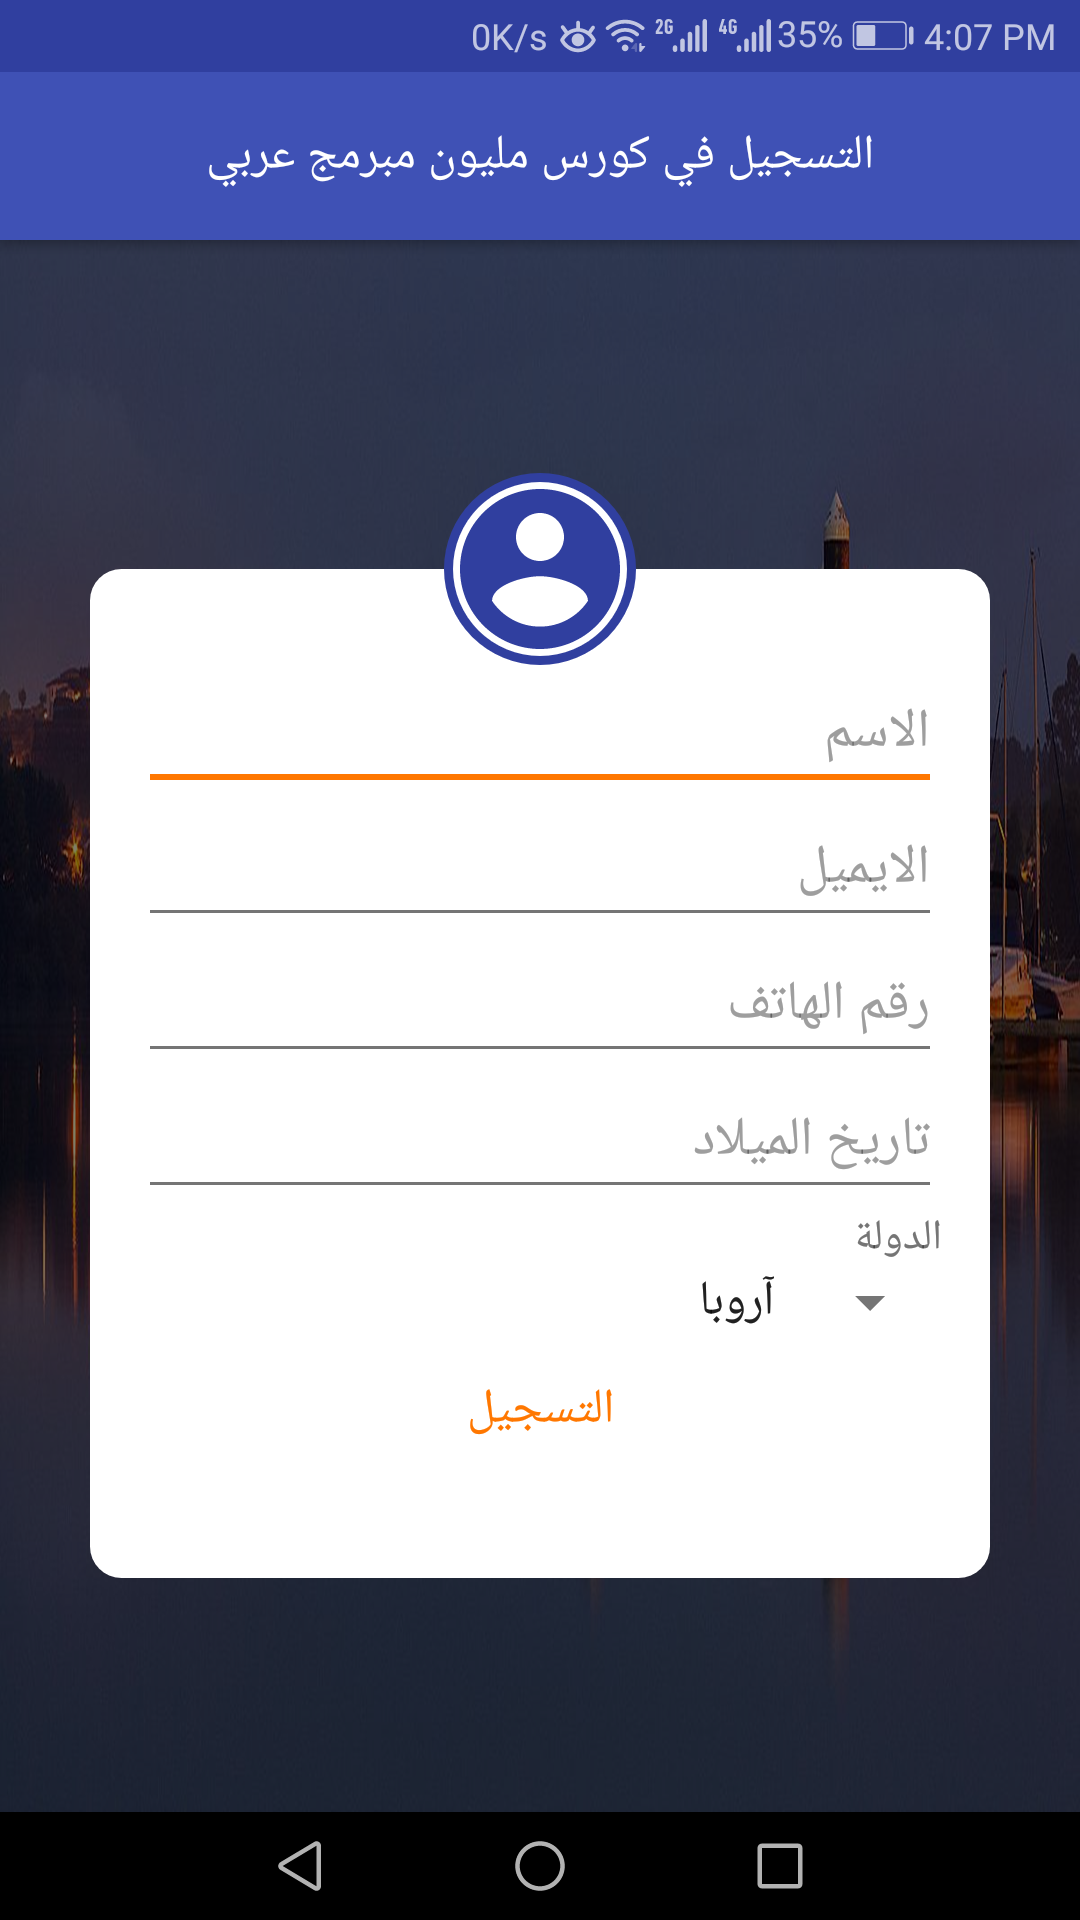 0K/s 2G 4G 35% 4:07 PM
التسجيل في كورس مليون مبرمج عربي
الاسم
الايميل
رقم الهاتف
تاريخ الميلاد
الدولة
آروبا
التسجيل